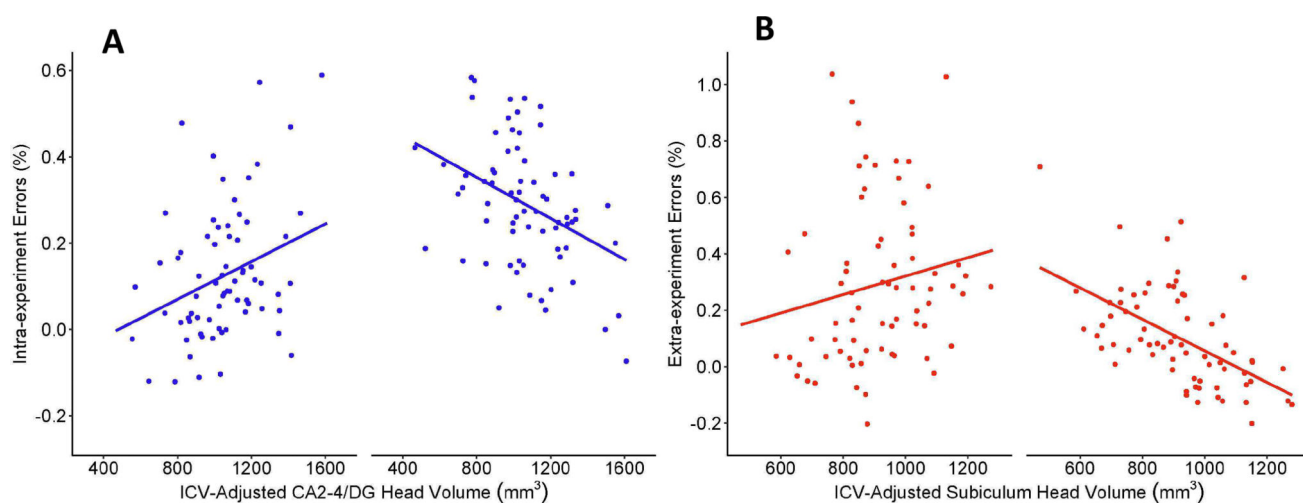 A
B
Intra-experiment Errors (%)
0.6
0.4
0.2
0.0
-0.2
400 800 1200 1600 400 800 1200 1600
ICV-Adjusted CA2-4/DG Head Volume (mm³)
Extra-experiment Errors (%)
1.0
0.8
0.6
0.4
0.2
0.0
-0.2
600 800 1000 1200 600 800 1000 1200
ICV-Adjusted Subiculum Head Volume (mm³)